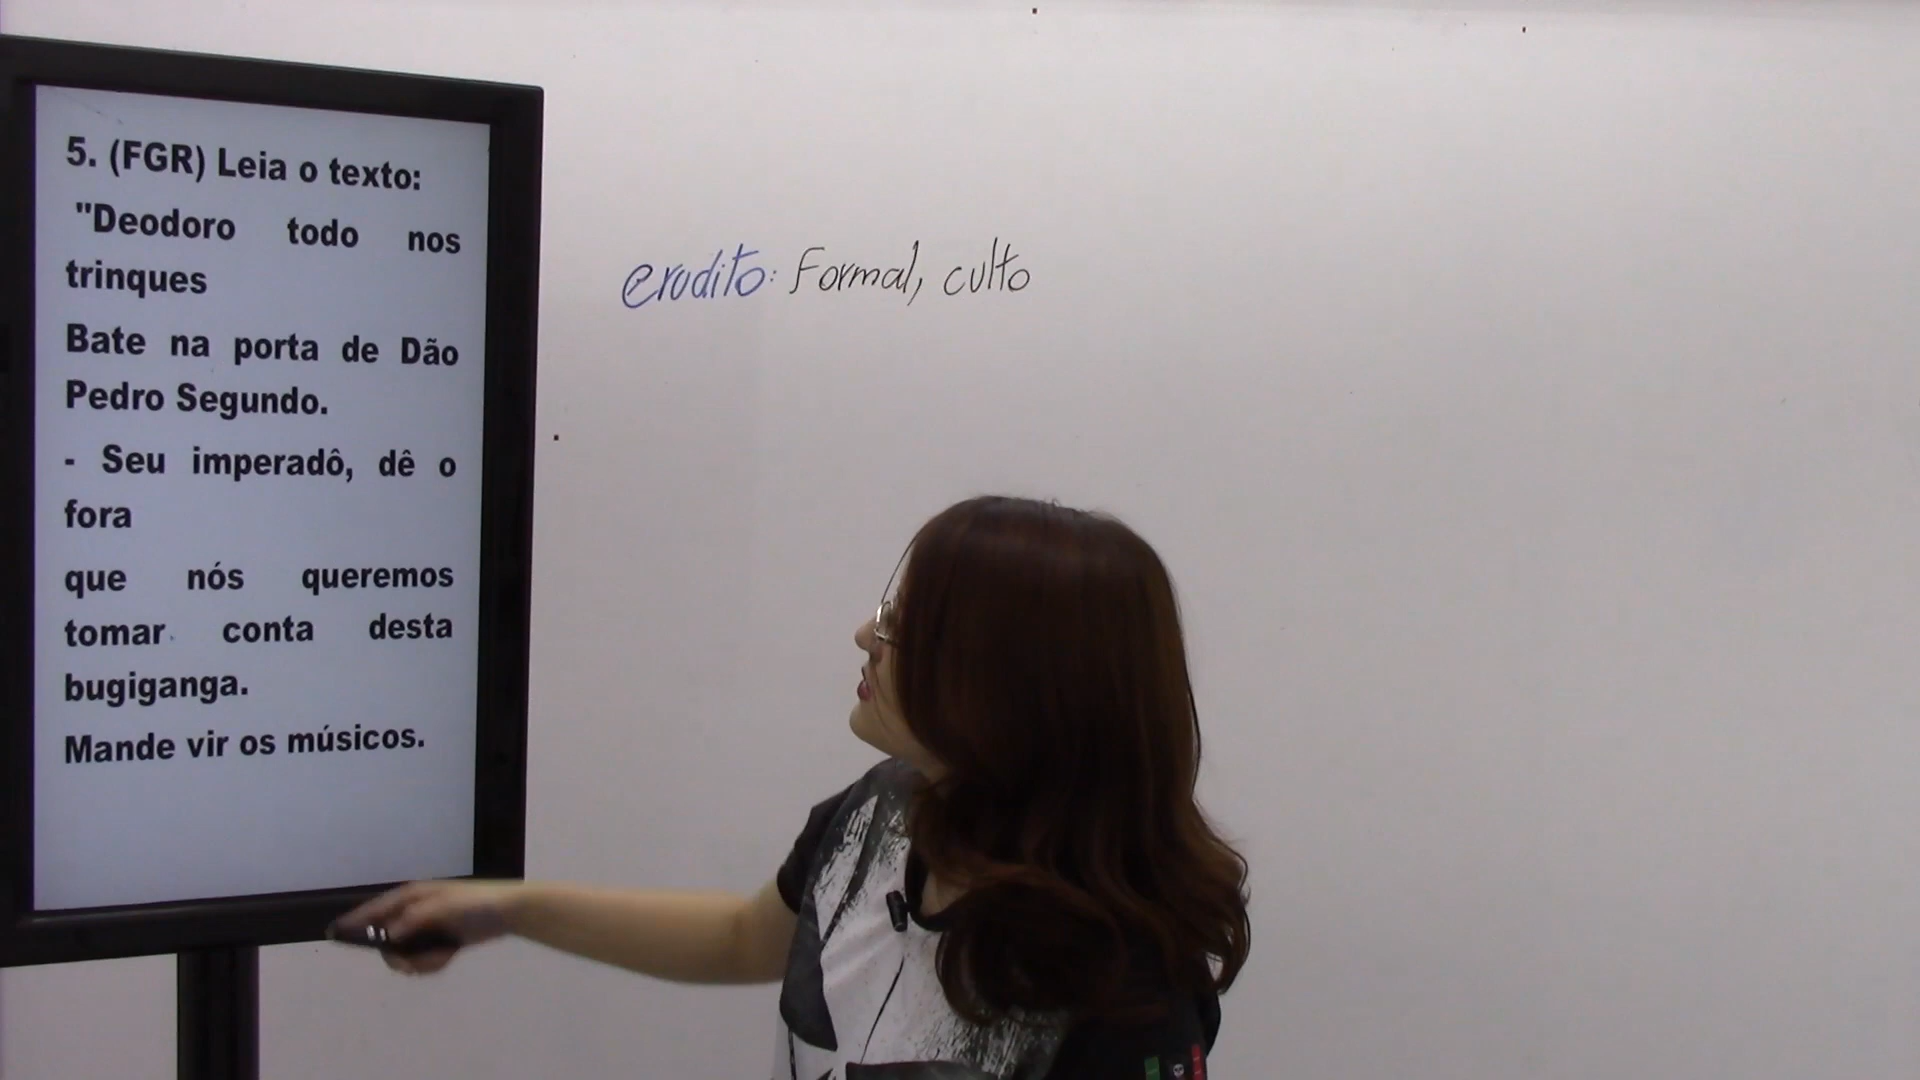 5. (FGR) Leia o texto:
"Deodoro todo nos
trinques
Bate na porta de Dão
Pedro Segundo.
- Seu imperadô, dê o
fora
que nós queremos
tomar conta desta
bugiganga.
Mande vir os músicos.
erudito: Formal, culto